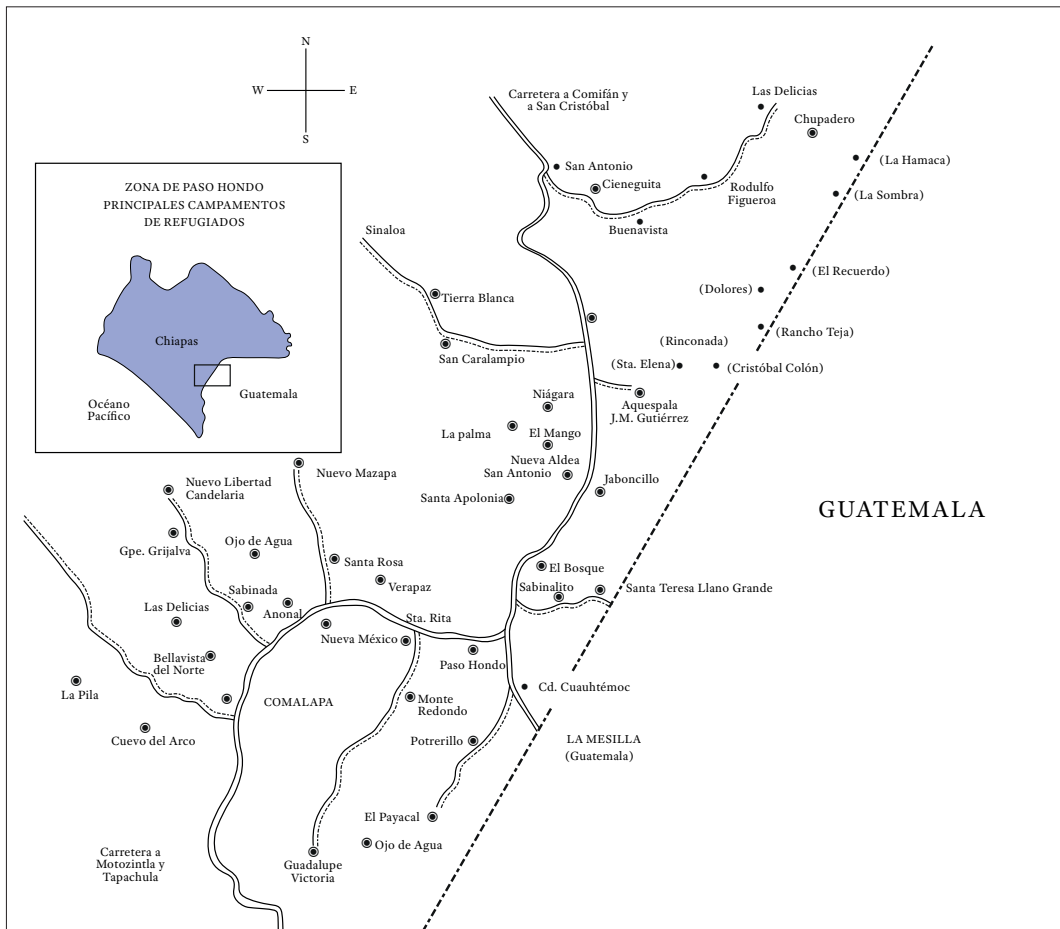 N
W
E
S
ZONA DE PASO HONDO
PRINCIPALES CAMPAMENTOS
DE REFUGIADOS
Chiapas
Océano
Pacífico
Guatemala
Carretera a Comifán y
a San Cristóbal
Las Delicias
Chupadero
(La Hamaca)
San Antonio
Cieneguita
Rodulfo
Figueroa
(La Sombra)
Buenavista
Sinaloa
(El Recuerdo)
(Dolores)
Tierra Blanca
(Rancho Teja)
(Rinconada)
San Caralampio
(Sta. Elena)
(Cristóbal Colón)
Niágara
Aquespala
J.M. Gutiérrez
La palma
El Mango
Nueva Aldea
San Antonio
Jaboncillo
Santa Apolonia
Nuevo Mazapa
Nuevo Libertad
Candelaria
GUATEMALA
Gpe. Grijalva
Ojo de Agua
Santa Rosa
El Bosque
Verapaz
Sabinada
Sabinalito
Santa Teresa Llano Grande
Las Delicias
Anonal
Sta. Rita
Nueva México
Bellavista
del Norte
Paso Hondo
La Pila
Cd. Cuauhtémoc
COMALAPA
Monte
Redondo
Cuevo del Arco
Potrerillo
LA MESILLA
(Guatemala)
El Payacal
Ojo de Agua
Carretera a
Motozintla y
Tapachula
Guadalupe
Victoria